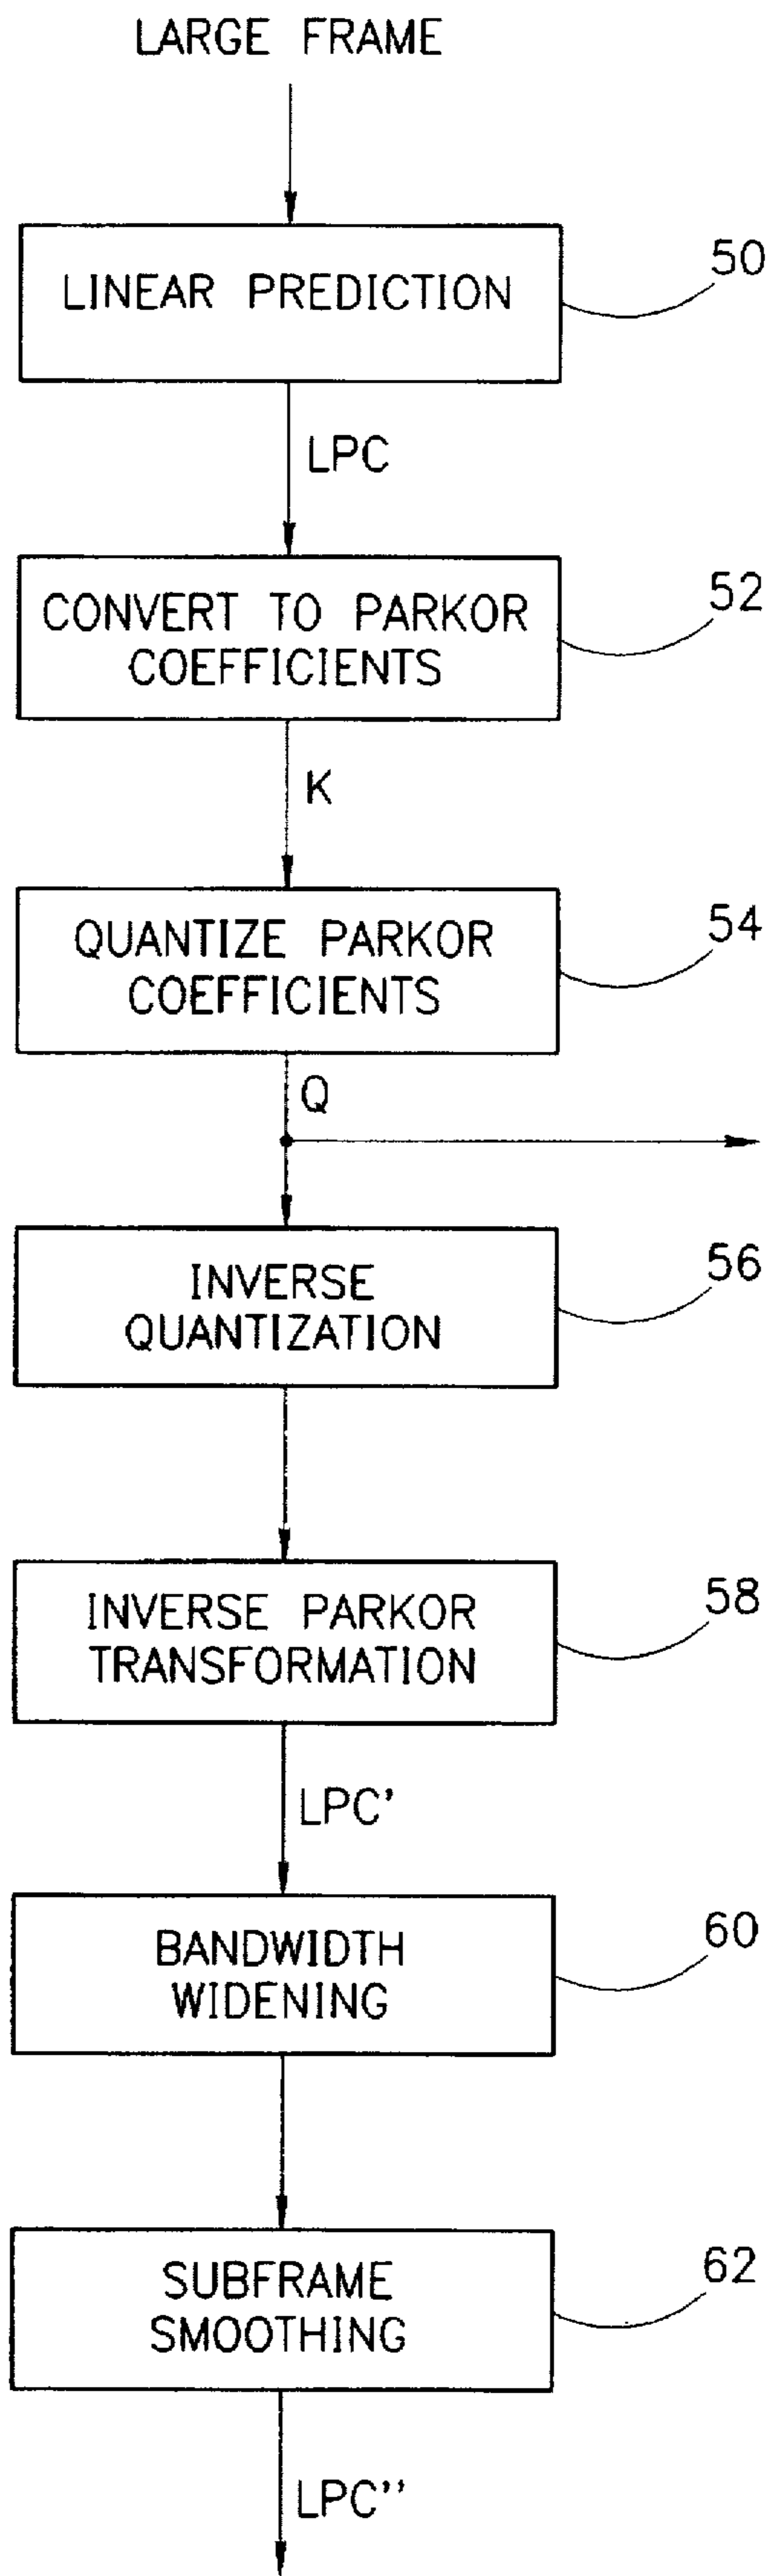 LARGE FRAME
LINEAR PREDICTION
50
LPC
CONVERT TO PARKOR
COEFFICIENTS
52
K
QUANTIZE PARKOR
COEFFICIENTS
54
Q
INVERSE
QUANTIZATION
56
INVERSE PARKOR
TRANSFORMATION
58
LPC'
BANDWIDTH
WIDENING
60
SUBFRAME
SMOOTHING
62
LPC''